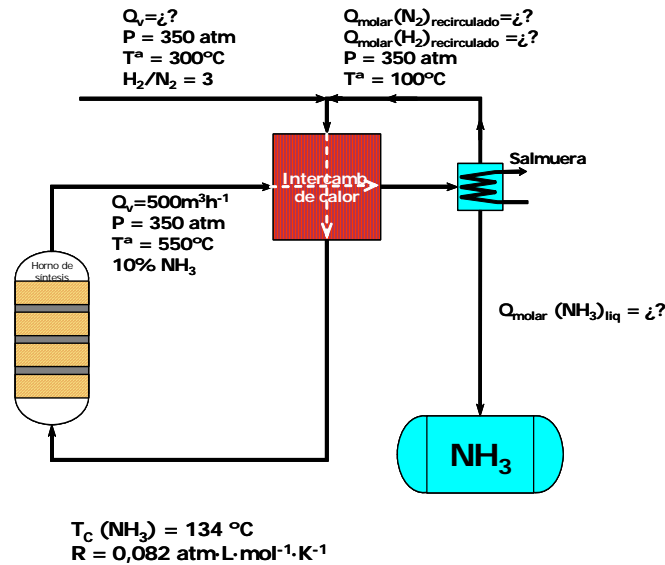 Qv=¿?
P = 350 atm
Tª = 300ºC
H2/N2 = 3
Qmolar(N2)recirculado=¿?
Qmolar(H2)recirculado =¿?
P = 350 atm
Tª = 100ºC
Intercamb
de calor
Salmuera
Qv=500m³h⁻¹
P = 350 atm
Tª = 550ºC
10% NH3
Horno de
síntesis
Qmolar (NH3)liq = ¿?
NH3
TC (NH3) = 134 ºC
R = 0,082 atm·L·mol⁻¹·K⁻¹